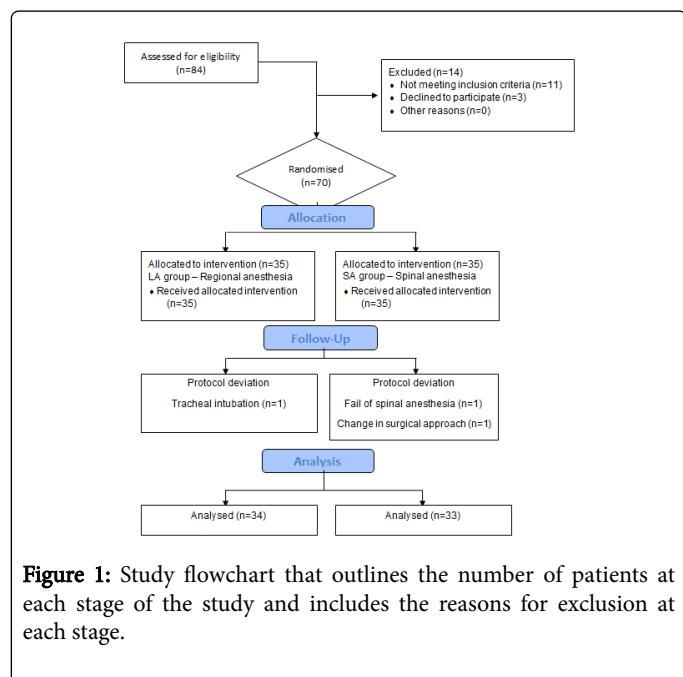 Assessed for eligibility
(n=84)
Excluded (n=14)
♦ Not meeting inclusion criteria (n=11)
♦ Declined to participate (n=3)
♦ Other reasons (n=0)
Randomised
(n=70)
Allocation
Allocated to intervention (n=35)
LA group – Regional anesthesia
♦ Received allocated intervention
(n=35)
Allocated to intervention (n=35)
SA group – Spinal anesthesia
♦ Received allocated intervention
(n=35)
Follow-Up
Protocol deviation
Tracheal intubation (n=1)
Protocol deviation
Fail of spinal anesthesia (n=1)
Change in surgical approach (n=1)
Analysis
Analysed (n=34)
Analysed (n=33)
Figure 1: Study flowchart that outlines the number of patients at
each stage of the study and includes the reasons for exclusion at
each stage.